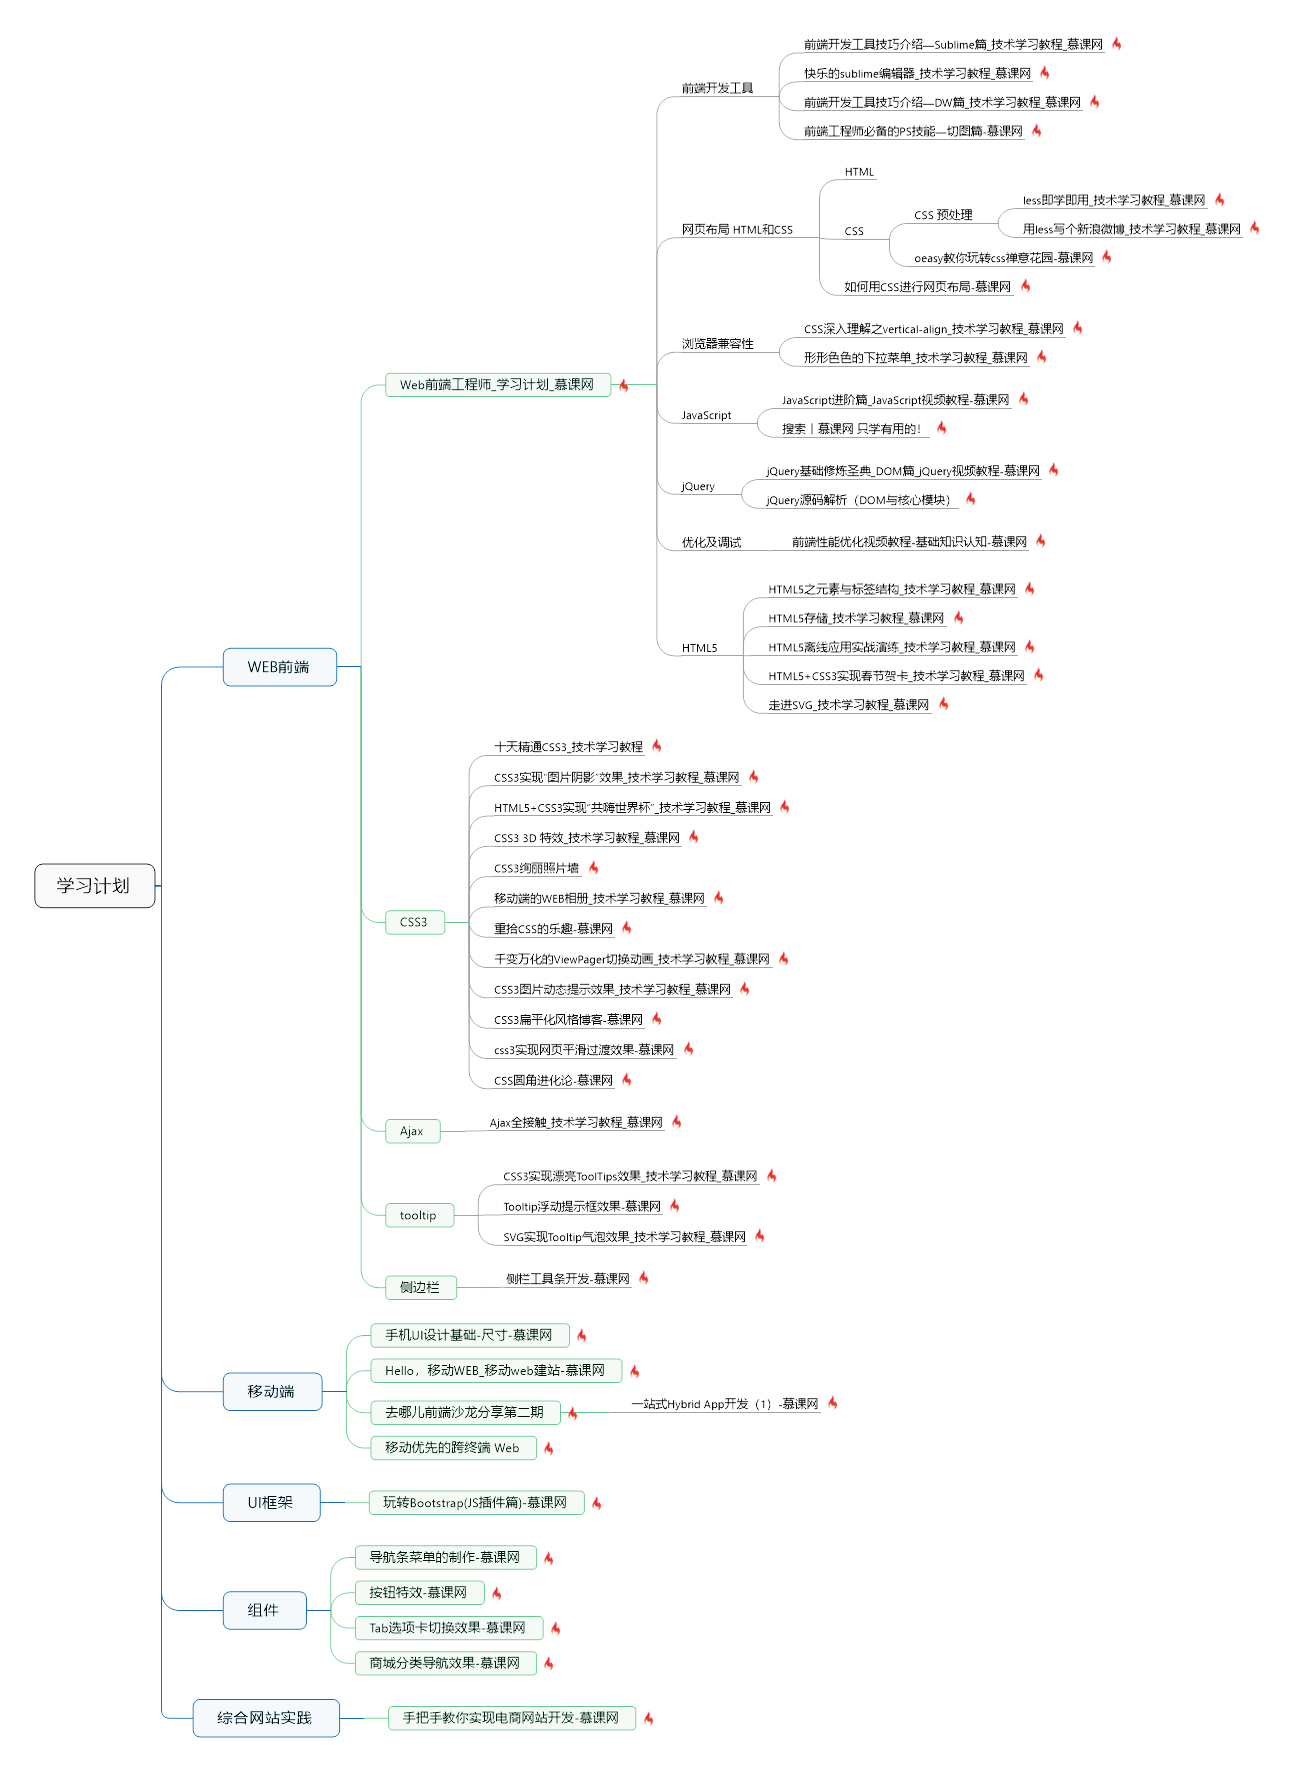 学习计划
WEB前端
Web前端工程师_学习计划_慕课网
前端开发工具
前端开发工具技巧介绍—Sublime篇_技术学习教程_慕课网
快乐的sublime编辑器_技术学习教程_慕课网
前端开发工具技巧介绍—DW篇_技术学习教程_慕课网
前端工程师必备的PS技能—切图篇-慕课网
网页布局 HTML和CSS
HTML
CSS
CSS 预处理
less即学即用_技术学习教程_慕课网
用less写个新浪微博_技术学习教程_慕课网
oeasy教你玩转css禅意花园-慕课网
如何用CSS进行网页布局-慕课网
浏览器兼容性
CSS深入理解之vertical-align_技术学习教程_慕课网
形形色色的下拉菜单_技术学习教程_慕课网
JavaScript
JavaScript进阶篇_JavaScript视频教程-慕课网
搜索丨慕课网 只学有用的！
jQuery
jQuery基础修炼圣典_DOM篇_jQuery视频教程-慕课网
jQuery源码解析（DOM与核心模块）
优化及调试
前端性能优化视频教程-基础知识认知-慕课网
HTML5
HTML5之元素与标签结构_技术学习教程_慕课网
HTML5存储_技术学习教程_慕课网
HTML5离线应用实战演练_技术学习教程_慕课网
HTML5+CSS3实现春节贺卡_技术学习教程_慕课网
走进SVG_技术学习教程_慕课网
CSS3
十天精通CSS3_技术学习教程
CSS3实现“图片阴影”效果_技术学习教程_慕课网
HTML5+CSS3实现“共嗨世界杯”_技术学习教程_慕课网
CSS3 3D 特效_技术学习教程_慕课网
CSS3绚丽照片墙
移动端的WEB相册_技术学习教程_慕课网
重拾CSS的乐趣-慕课网
千变万化的ViewPager切换动画_技术学习教程_慕课网
CSS3图片动态提示效果_技术学习教程_慕课网
CSS3扁平化风格博客-慕课网
css3实现网页平滑过渡效果-慕课网
CSS圆角进化论-慕课网
Ajax
Ajax全接触_技术学习教程_慕课网
tooltip
CSS3实现漂亮ToolTips效果_技术学习教程_慕课网
Tooltip浮动提示框效果-慕课网
SVG实现Tooltip气泡效果_技术学习教程_慕课网
侧边栏
侧栏工具条开发-慕课网
移动端
手机UI设计基础-尺寸-慕课网
Hello，移动WEB_移动web建站-慕课网
去哪儿前端沙龙分享第二期
一站式Hybrid App开发（1）-慕课网
移动优先的跨终端 Web
UI框架
玩转Bootstrap(JS插件篇)-慕课网
组件
导航条菜单的制作-慕课网
按钮特效-慕课网
Tab选项卡切换效果-慕课网
商城分类导航效果-慕课网
综合网站实践
手把手教你实现电商网站开发-慕课网